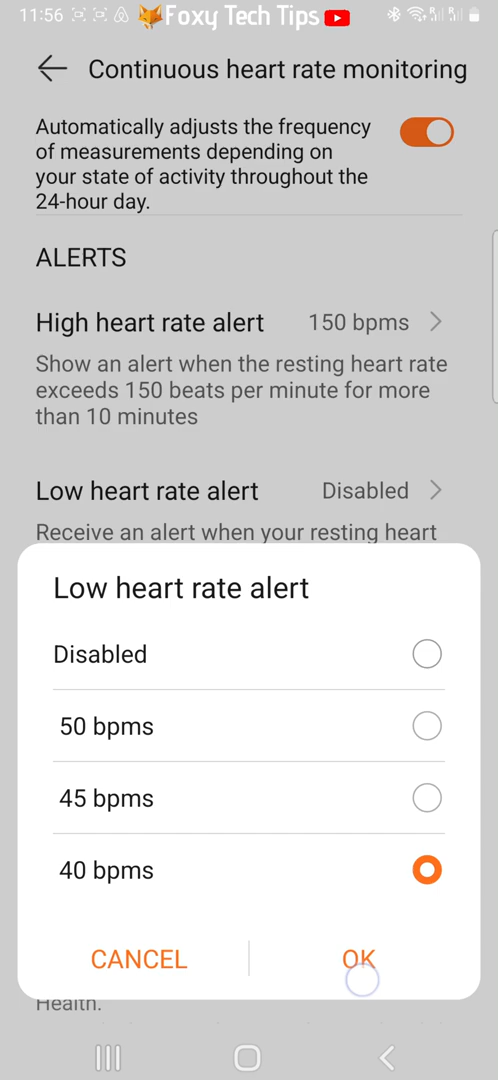 11:56 Foxy Tech Tips
Continuous heart rate monitoring
Automatically adjusts the frequency
of measurements depending on
your state of activity throughout the
24-hour day.
ALERTS
High heart rate alert 150 bpms
Show an alert when the resting heart rate
exceeds 150 beats per minute for more
than 10 minutes
Low heart rate alert Disabled
Receive an alert when your resting heart
Low heart rate alert
Disabled
50 bpms
45 bpms
40 bpms
CANCEL OK
Health.